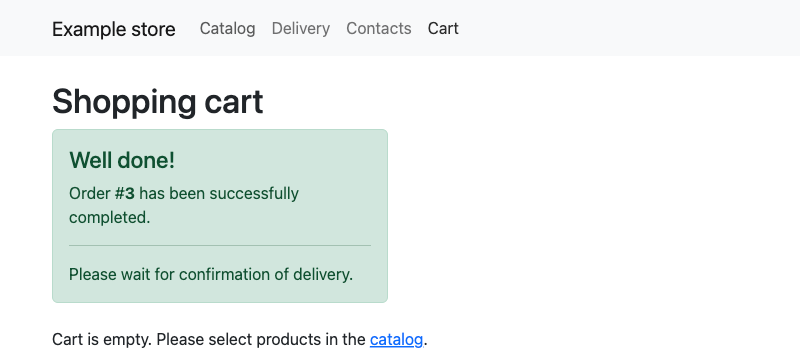 Example store Catalog Delivery Contacts Cart
Shopping cart
Well done!
Order #3 has been successfully
completed.
Please wait for confirmation of delivery.
Cart is empty. Please select products in the catalog.